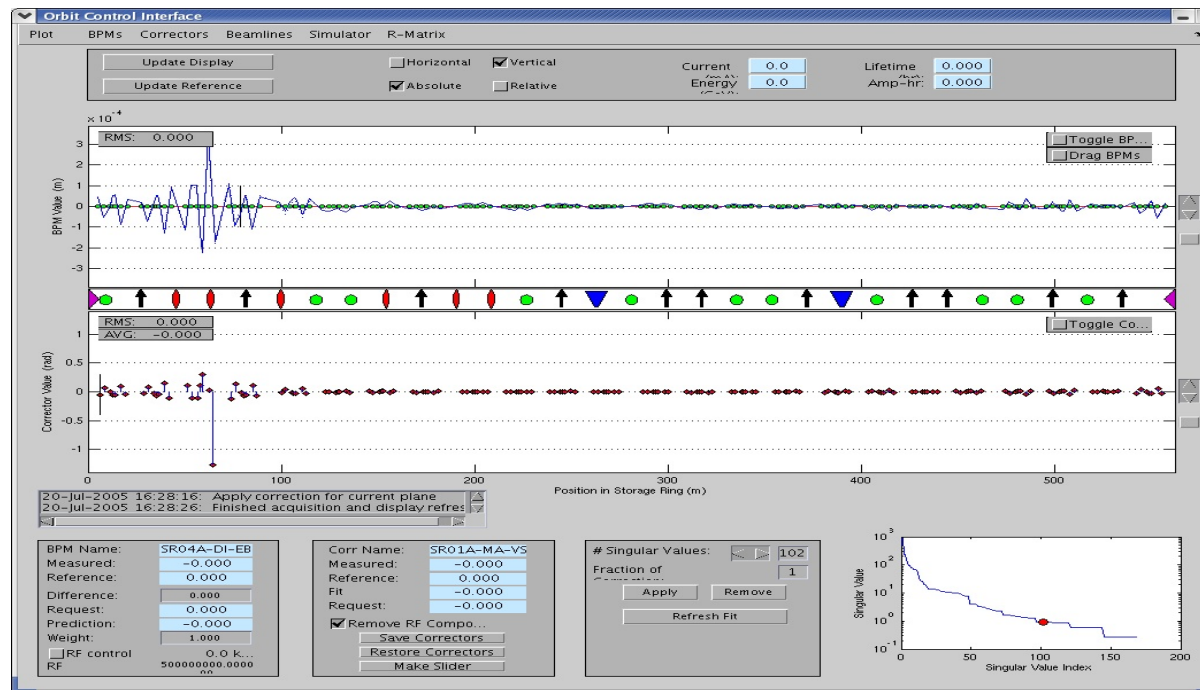 Orbit Control Interface
Plot BPMs Correctors Beamlines Simulator R-Matrix
Update Display
Update Reference
Horizontal Vertical
Absolute Relative
Current 0.0
Energy 0.0
Lifetime 0.000
Amp-hr: 0.000
× 10⁻⁴
RMS: 0.000
Toggle BP...
Drag BPMs
BPM Value (m)
3
2
1
0
-1
-2
-3
RMS: 0.000
AVG: -0.000
Toggle Co...
Corrector Value (rad)
1
0.5
0
-0.5
-1
0 100 200 300 400 500
Position in Storage Ring (m)
20-Jul-2005 16:28:16: Apply correction for current plane
20-Jul-2005 16:28:26: Finished acquisition and display refres
BPM Name: SR04A-DI-EB
Measured: -0.000
Reference: 0.000
Difference: 0.000
Request: 0.000
Prediction: -0.000
Weight: 1.000
RF control 0.0 k...
RF 500000000.0000
Corr Name: SR01A-MA-VS
Measured: -0.000
Reference: 0.000
Fit -0.000
Request: -0.000
Remove RF Compo...
Save Correctors
Restore Correctors
Make Slider
# Singular Values: 102
Fraction of 1
Apply Remove
Refresh Fit
Singular Value
10³
10²
10¹
10⁰
10⁻¹
0 50 100 150 200
Singular Value Index